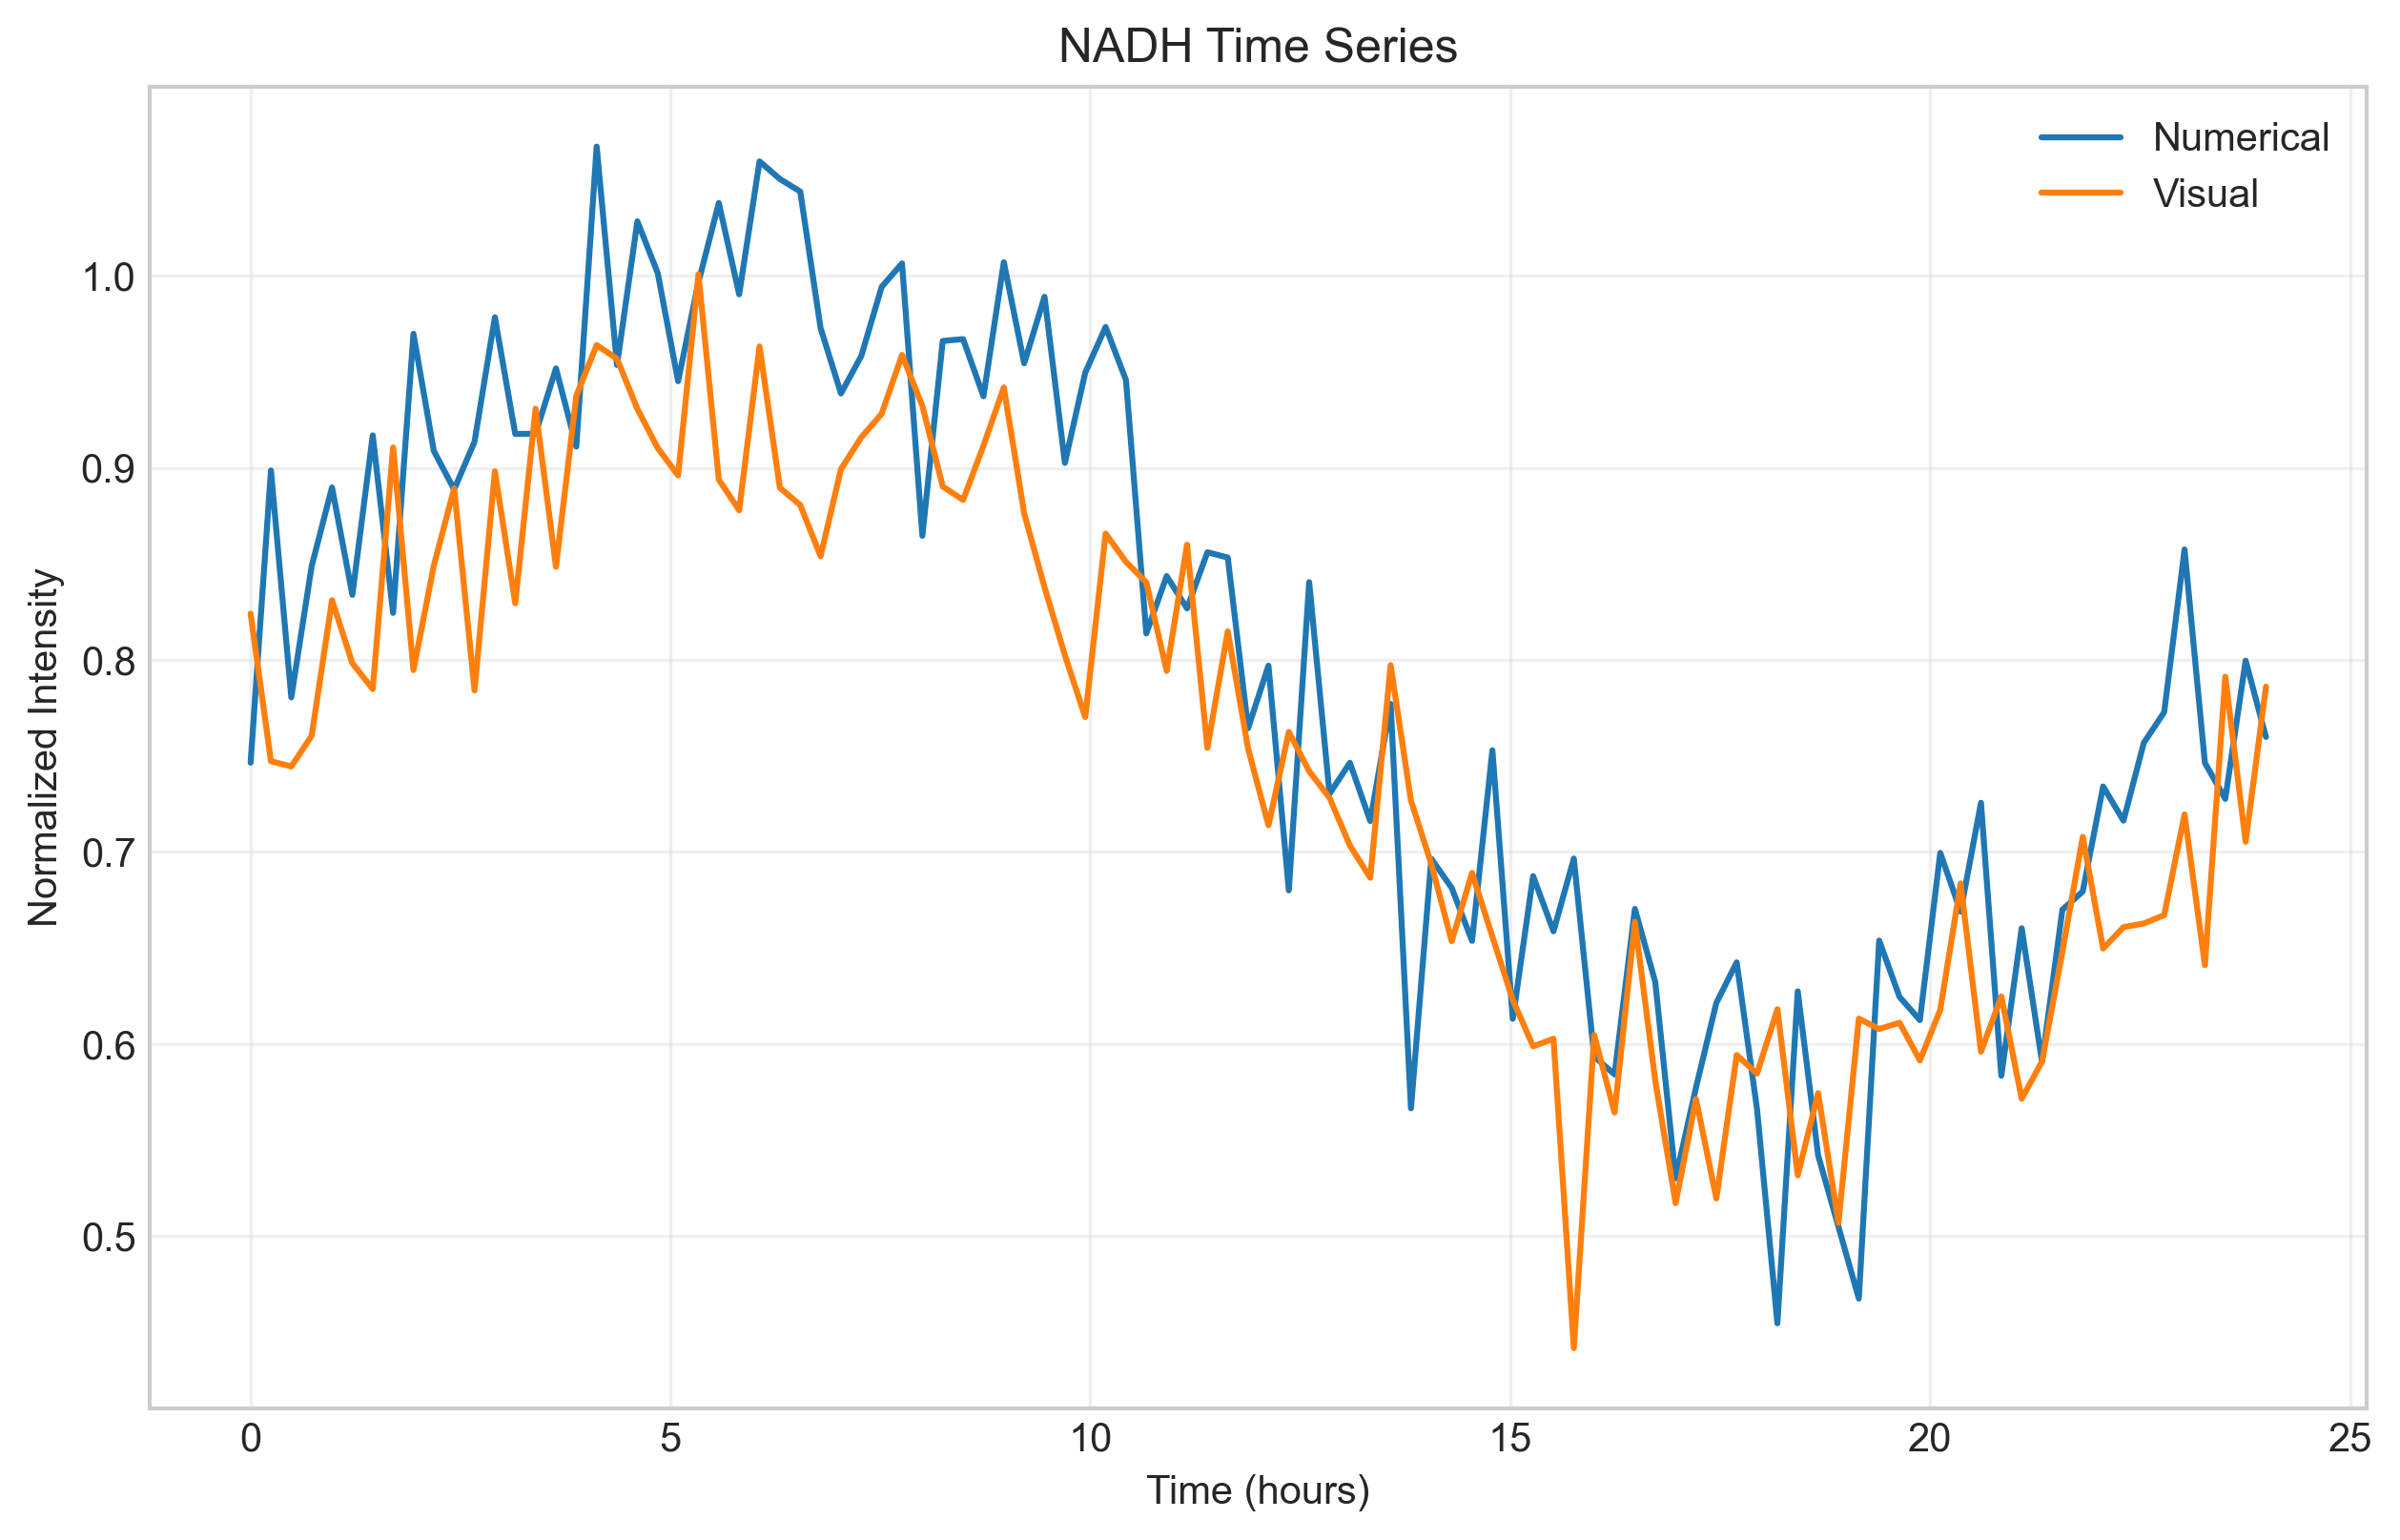 NADH Time Series
Numerical
Visual
1.0
0.9
0.8
0.7
0.6
0.5
Normalized Intensity
0 5 10 15 20 25
Time (hours)